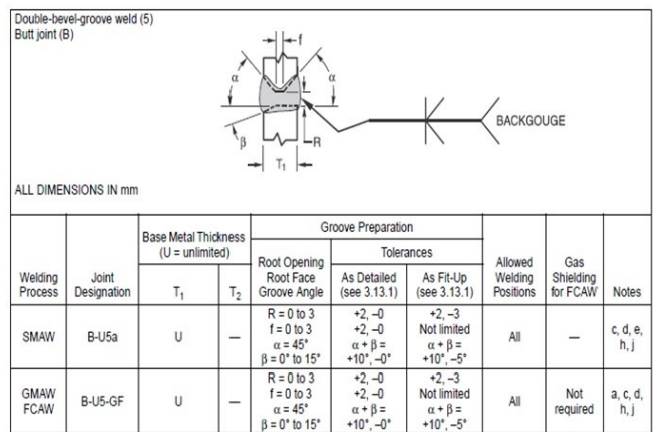 Double-bevel-groove weld (5)
Butt joint (B)
f
α α
BACKGOUGE
β R
T₁
ALL DIMENSIONS IN mm
Welding Process
Joint Designation
Base Metal Thickness (U = unlimited)
T₁
T₂
Groove Preparation
Root Opening
Root Face
Groove Angle
Tolerances
As Detailed (see 3.13.1)
As Fit-Up (see 3.13.1)
Allowed Welding Positions
Gas Shielding for FCAW
Notes
SMAW
B-U5a
U
—
R = 0 to 3
f = 0 to 3
α = 45°
β = 0° to 15°
+2, –0
+2, –0
α + β =
+10°, –0°
+2, –3
Not limited
α + β =
+10°, –5°
All
—
c, d, e,
h, j
GMAW
FCAW
B-U5-GF
U
—
R = 0 to 3
f = 0 to 3
α = 45°
β = 0° to 15°
+2, –0
+2, –0
α + β =
+10°, –0°
+2, –3
Not limited
α + β =
+10°, –5°
All
Not
required
a, c, d,
h, j